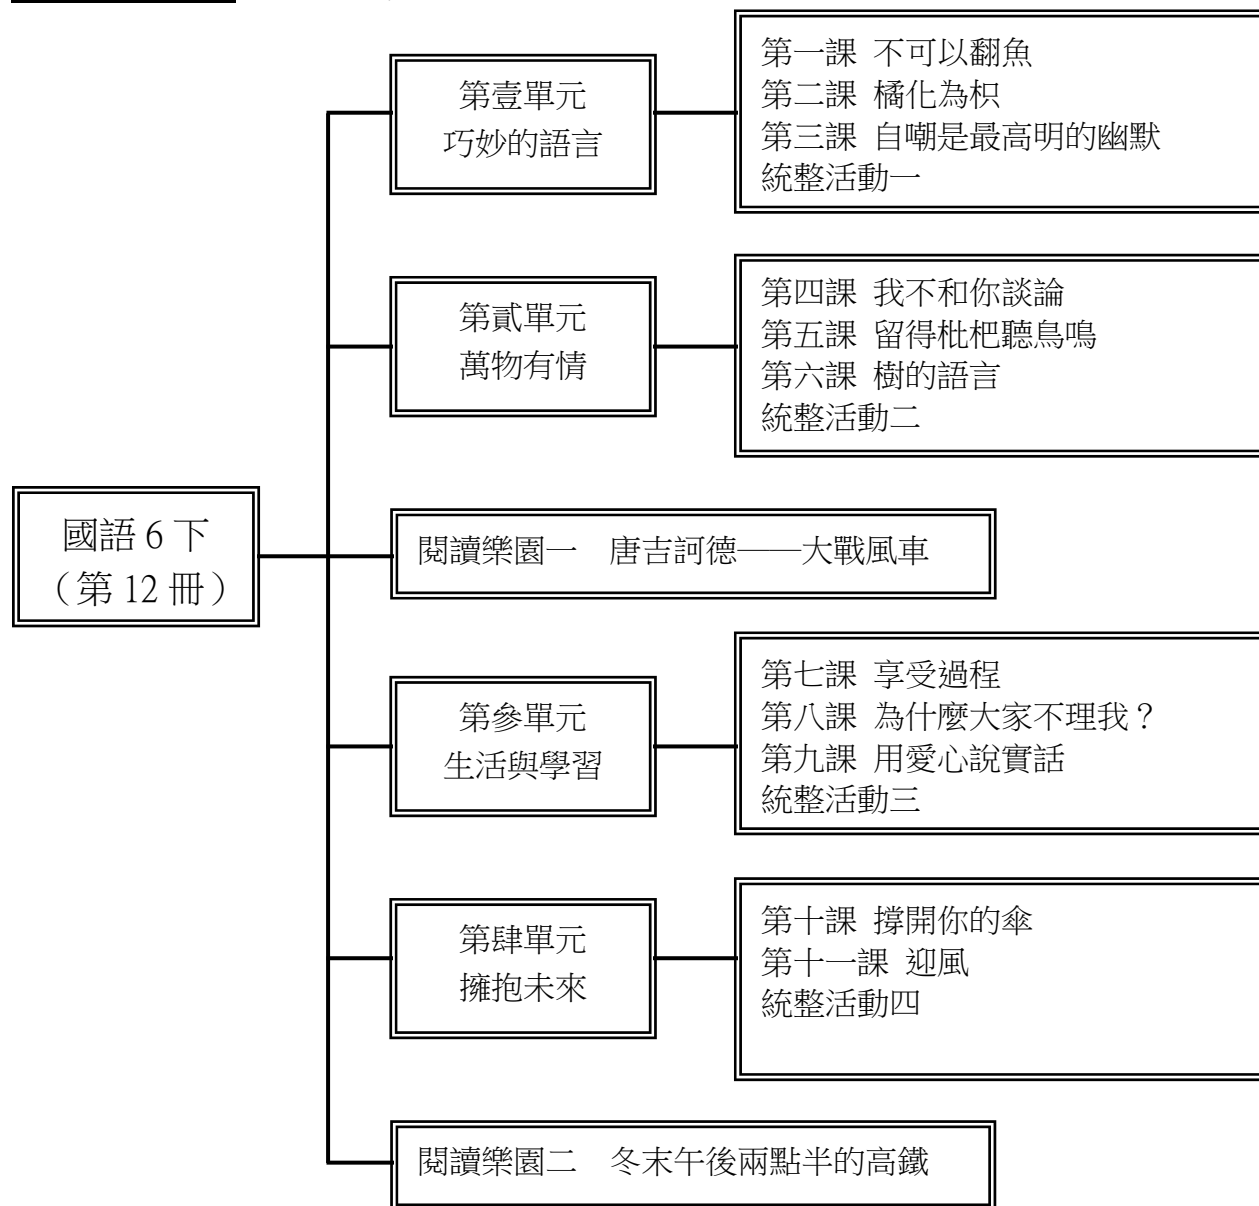 第壹單元
巧妙的語言
第一課 不可以翻魚
第二課 橘化為枳
第三課 自嘲是最高明的幽默
統整活動一
第貳單元
萬物有情
第四課 我不和你談論
第五課 留得枇杷聽鳥鳴
第六課 樹的語言
統整活動二
國語 6 下
（第 12 冊）
閱讀樂園一　唐吉訶德──大戰風車
第參單元
生活與學習
第七課 享受過程
第八課 為什麼大家不理我？
第九課 用愛心說實話
統整活動三
第肆單元
擁抱未來
第十課 撐開你的傘
第十一課 迎風
統整活動四
閱讀樂園二　冬末午後兩點半的高鐵